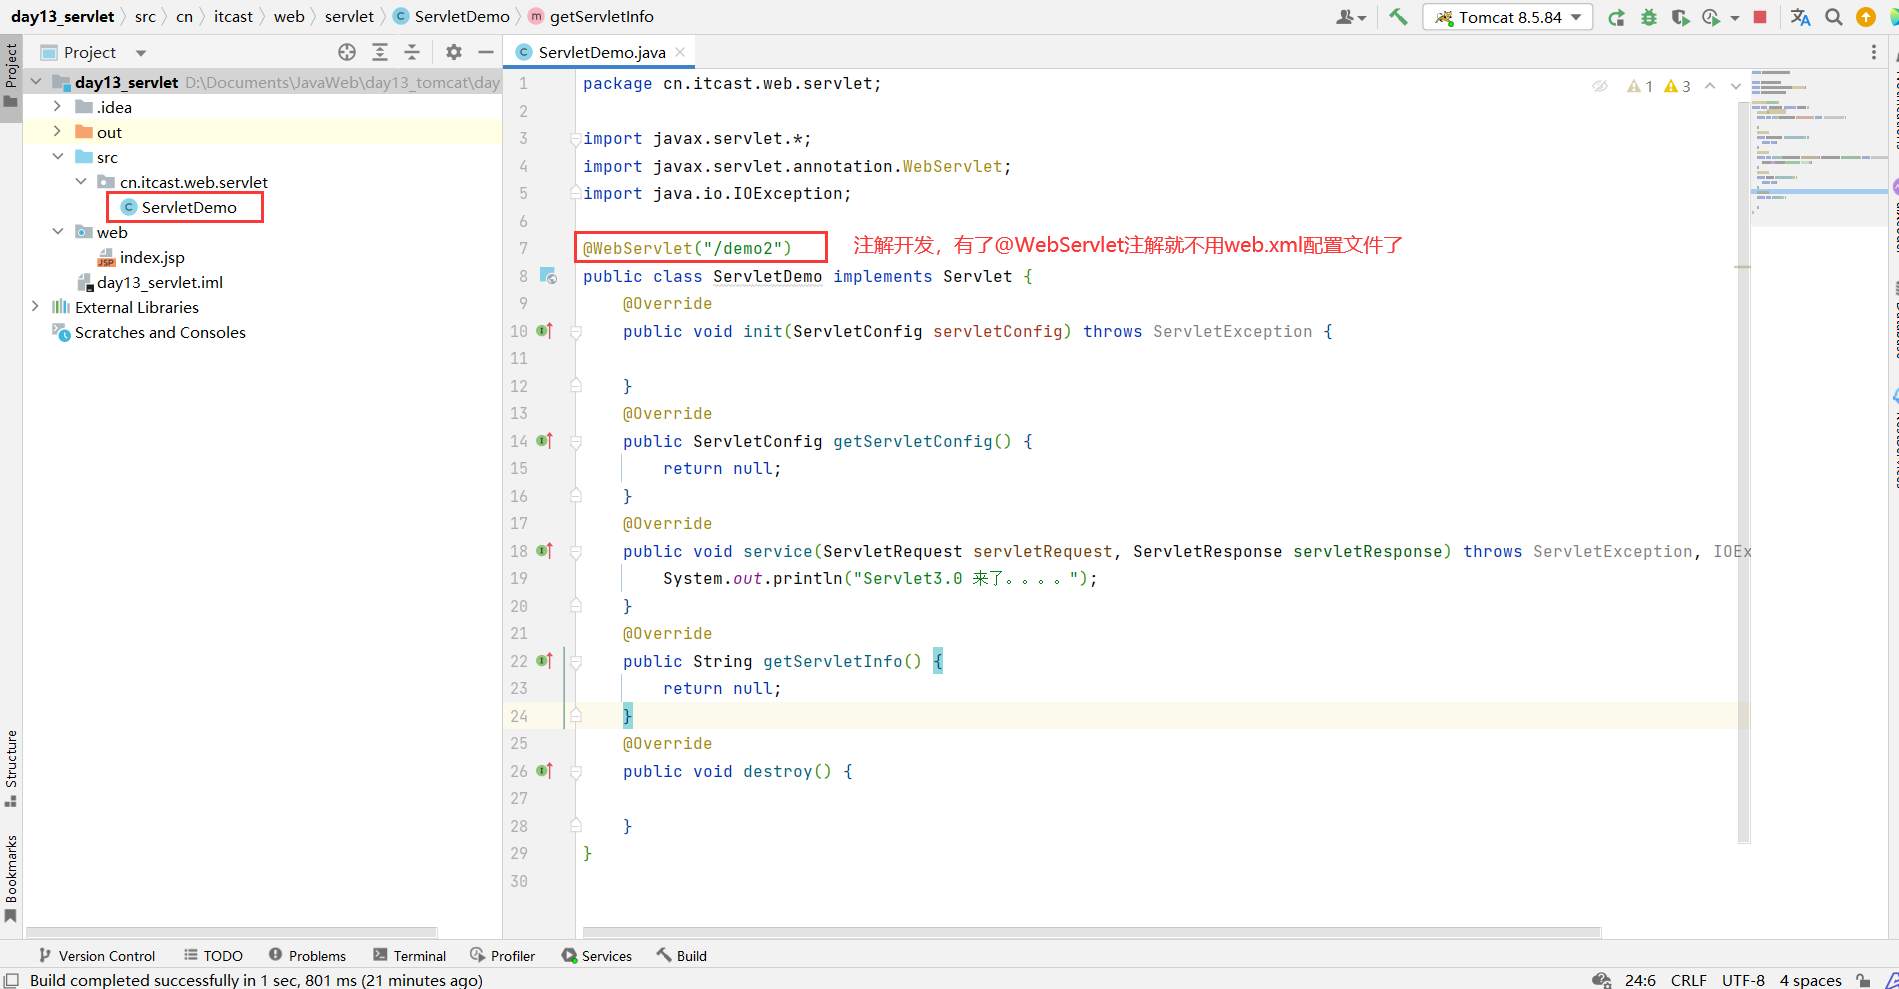 day13_servlet src cn itcast web servlet ServletDemo getServletInfo
Tomcat 8.5.84
Project
ServletDemo.java
Project
day13_servlet D:\Documents\JavaWeb\day13_tomcat\day
.idea
out
src
cn.itcast.web.servlet
ServletDemo
web
index.jsp
day13_servlet.iml
External Libraries
Scratches and Consoles
1 package cn.itcast.web.servlet;
2
3 import javax.servlet.*;
4 import javax.servlet.annotation.WebServlet;
5 import java.io.IOException;
6
7 @WebServlet("/demo2") 注解开发，有了@WebServlet注解就不用web.xml配置文件了
8 public class ServletDemo implements Servlet {
9 @Override
10 public void init(ServletConfig servletConfig) throws ServletException {
11
12 }
13 @Override
14 public ServletConfig getServletConfig() {
15 return null;
16 }
17 @Override
18 public void service(ServletRequest servletRequest, ServletResponse servletResponse) throws ServletException, IOEx
19 System.out.println("Servlet3.0 来了。。。。");
20 }
21 @Override
22 public String getServletInfo() {
23 return null;
24 }
25 @Override
26 public void destroy() {
27
28 }
29 }
30
1 3
Structure
Bookmarks
Version Control TODO Problems Terminal Profiler Services Build
Build completed successfully in 1 sec, 801 ms (21 minutes ago)
24:6 CRLF UTF-8 4 spaces